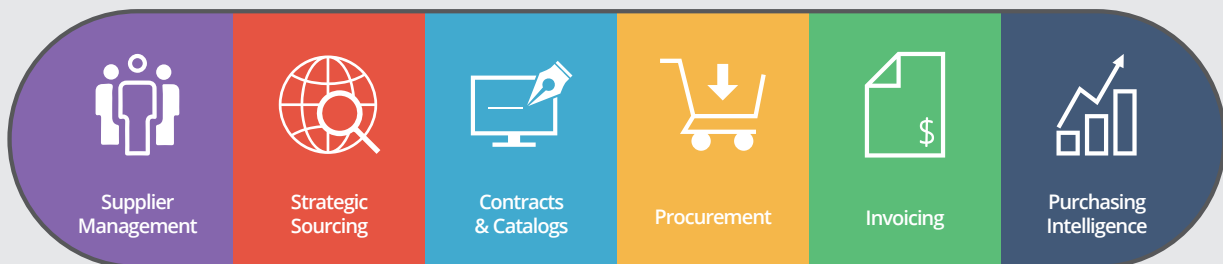 Supplier
Management
Strategic
Sourcing
Contracts
& Catalogs
Procurement
$
Invoicing
Purchasing
Intelligence